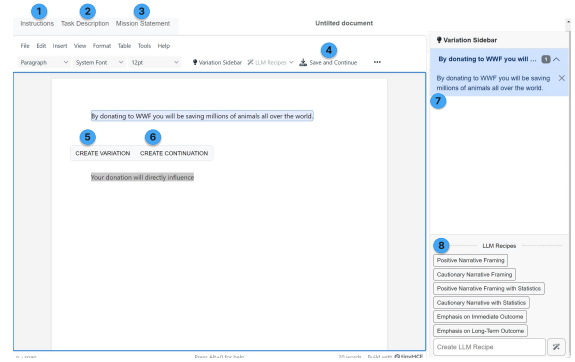 1 2 3
Instructions Task Description Mission Statement Untilted document
File Edit Insert View Format Table Tools Help
4
Paragraph System Font 12pt Variation Sidebar LLM Recipes Save and Continue •••
By donating to WWF you will be saving millions of animals all over the world.
5 6
CREATE VARIATION CREATE CONTINUATION
Your donation will directly influence
Press Alt+0 for help 20 words Build with tinyMCE
Variation Sidebar
By donating to WWF you will ... 1
By donating to WWF you will be saving
millions of animals all over the world.
7
8
LLM Recipes
Positive Narrative Framing
Cautionary Narrative Framing
Positive Narrative Framing with Statistics
Cautionary Narrative with Statistics
Emphasis on Immediate Outcome
Emphasis on Long-Term Outcome
Create LLM Recipe